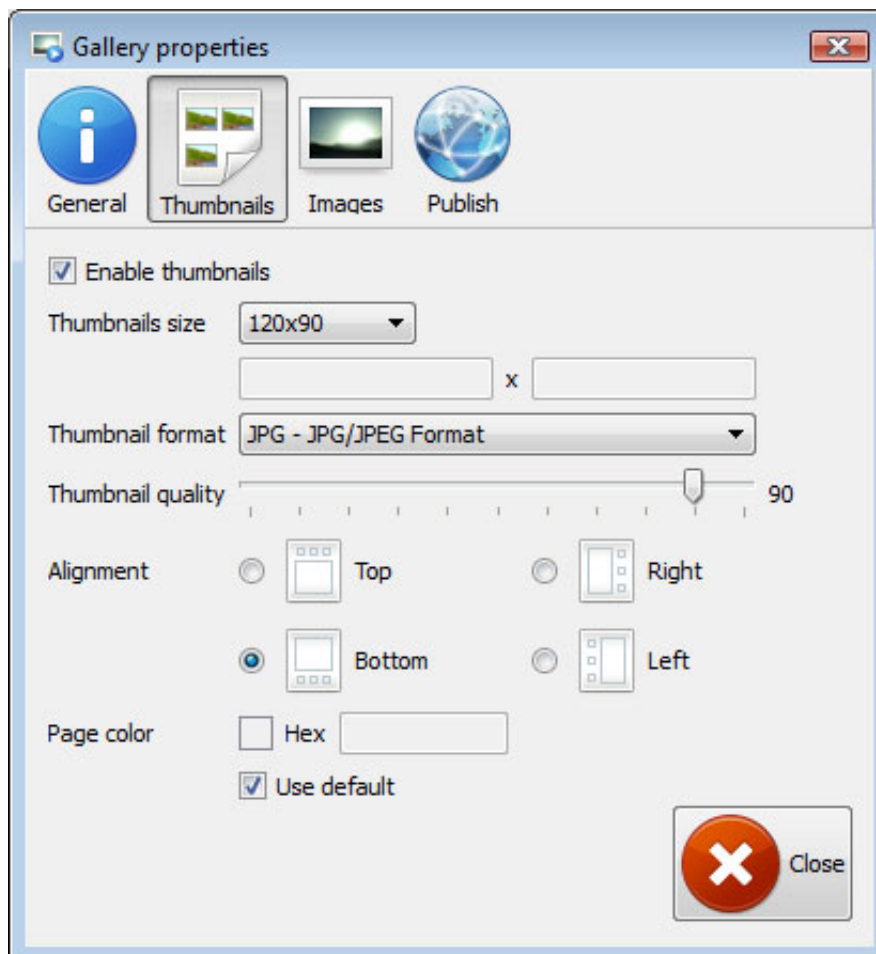 Gallery properties
General Thumbnails Images Publish
Enable thumbnails
Thumbnails size 120x90
x
Thumbnail format JPG - JPG/JPEG Format
Thumbnail quality 90
Alignment Top Right
Bottom Left
Page color Hex
Use default
Close